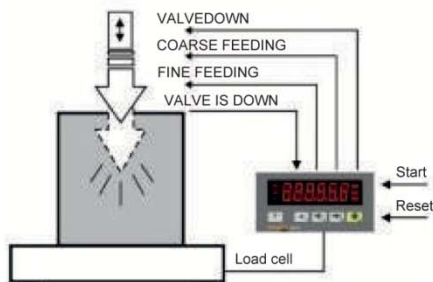 VALVEDOWN
COARSE FEEDING
FINE FEEDING
VALVE IS DOWN
Start
Reset
Load cell